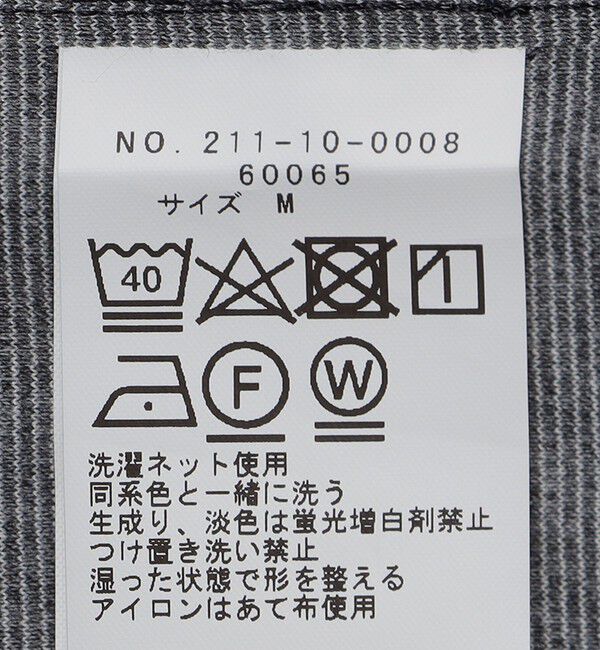 NO. 211-10-0008
60065
サイズ M
40
F W
洗濯ネット使用
同系色と一緒に洗う
生成り、淡色は蛍光増白剤禁止
つけ置き洗い禁止
湿った状態で形を整える
アイロンはあて布使用